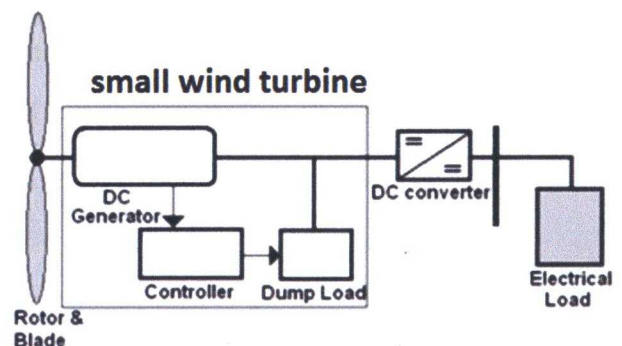 small wind turbine
DC
Generator
DC converter
Controller
Dump Load
Electrical
Load
Rotor &
Blade